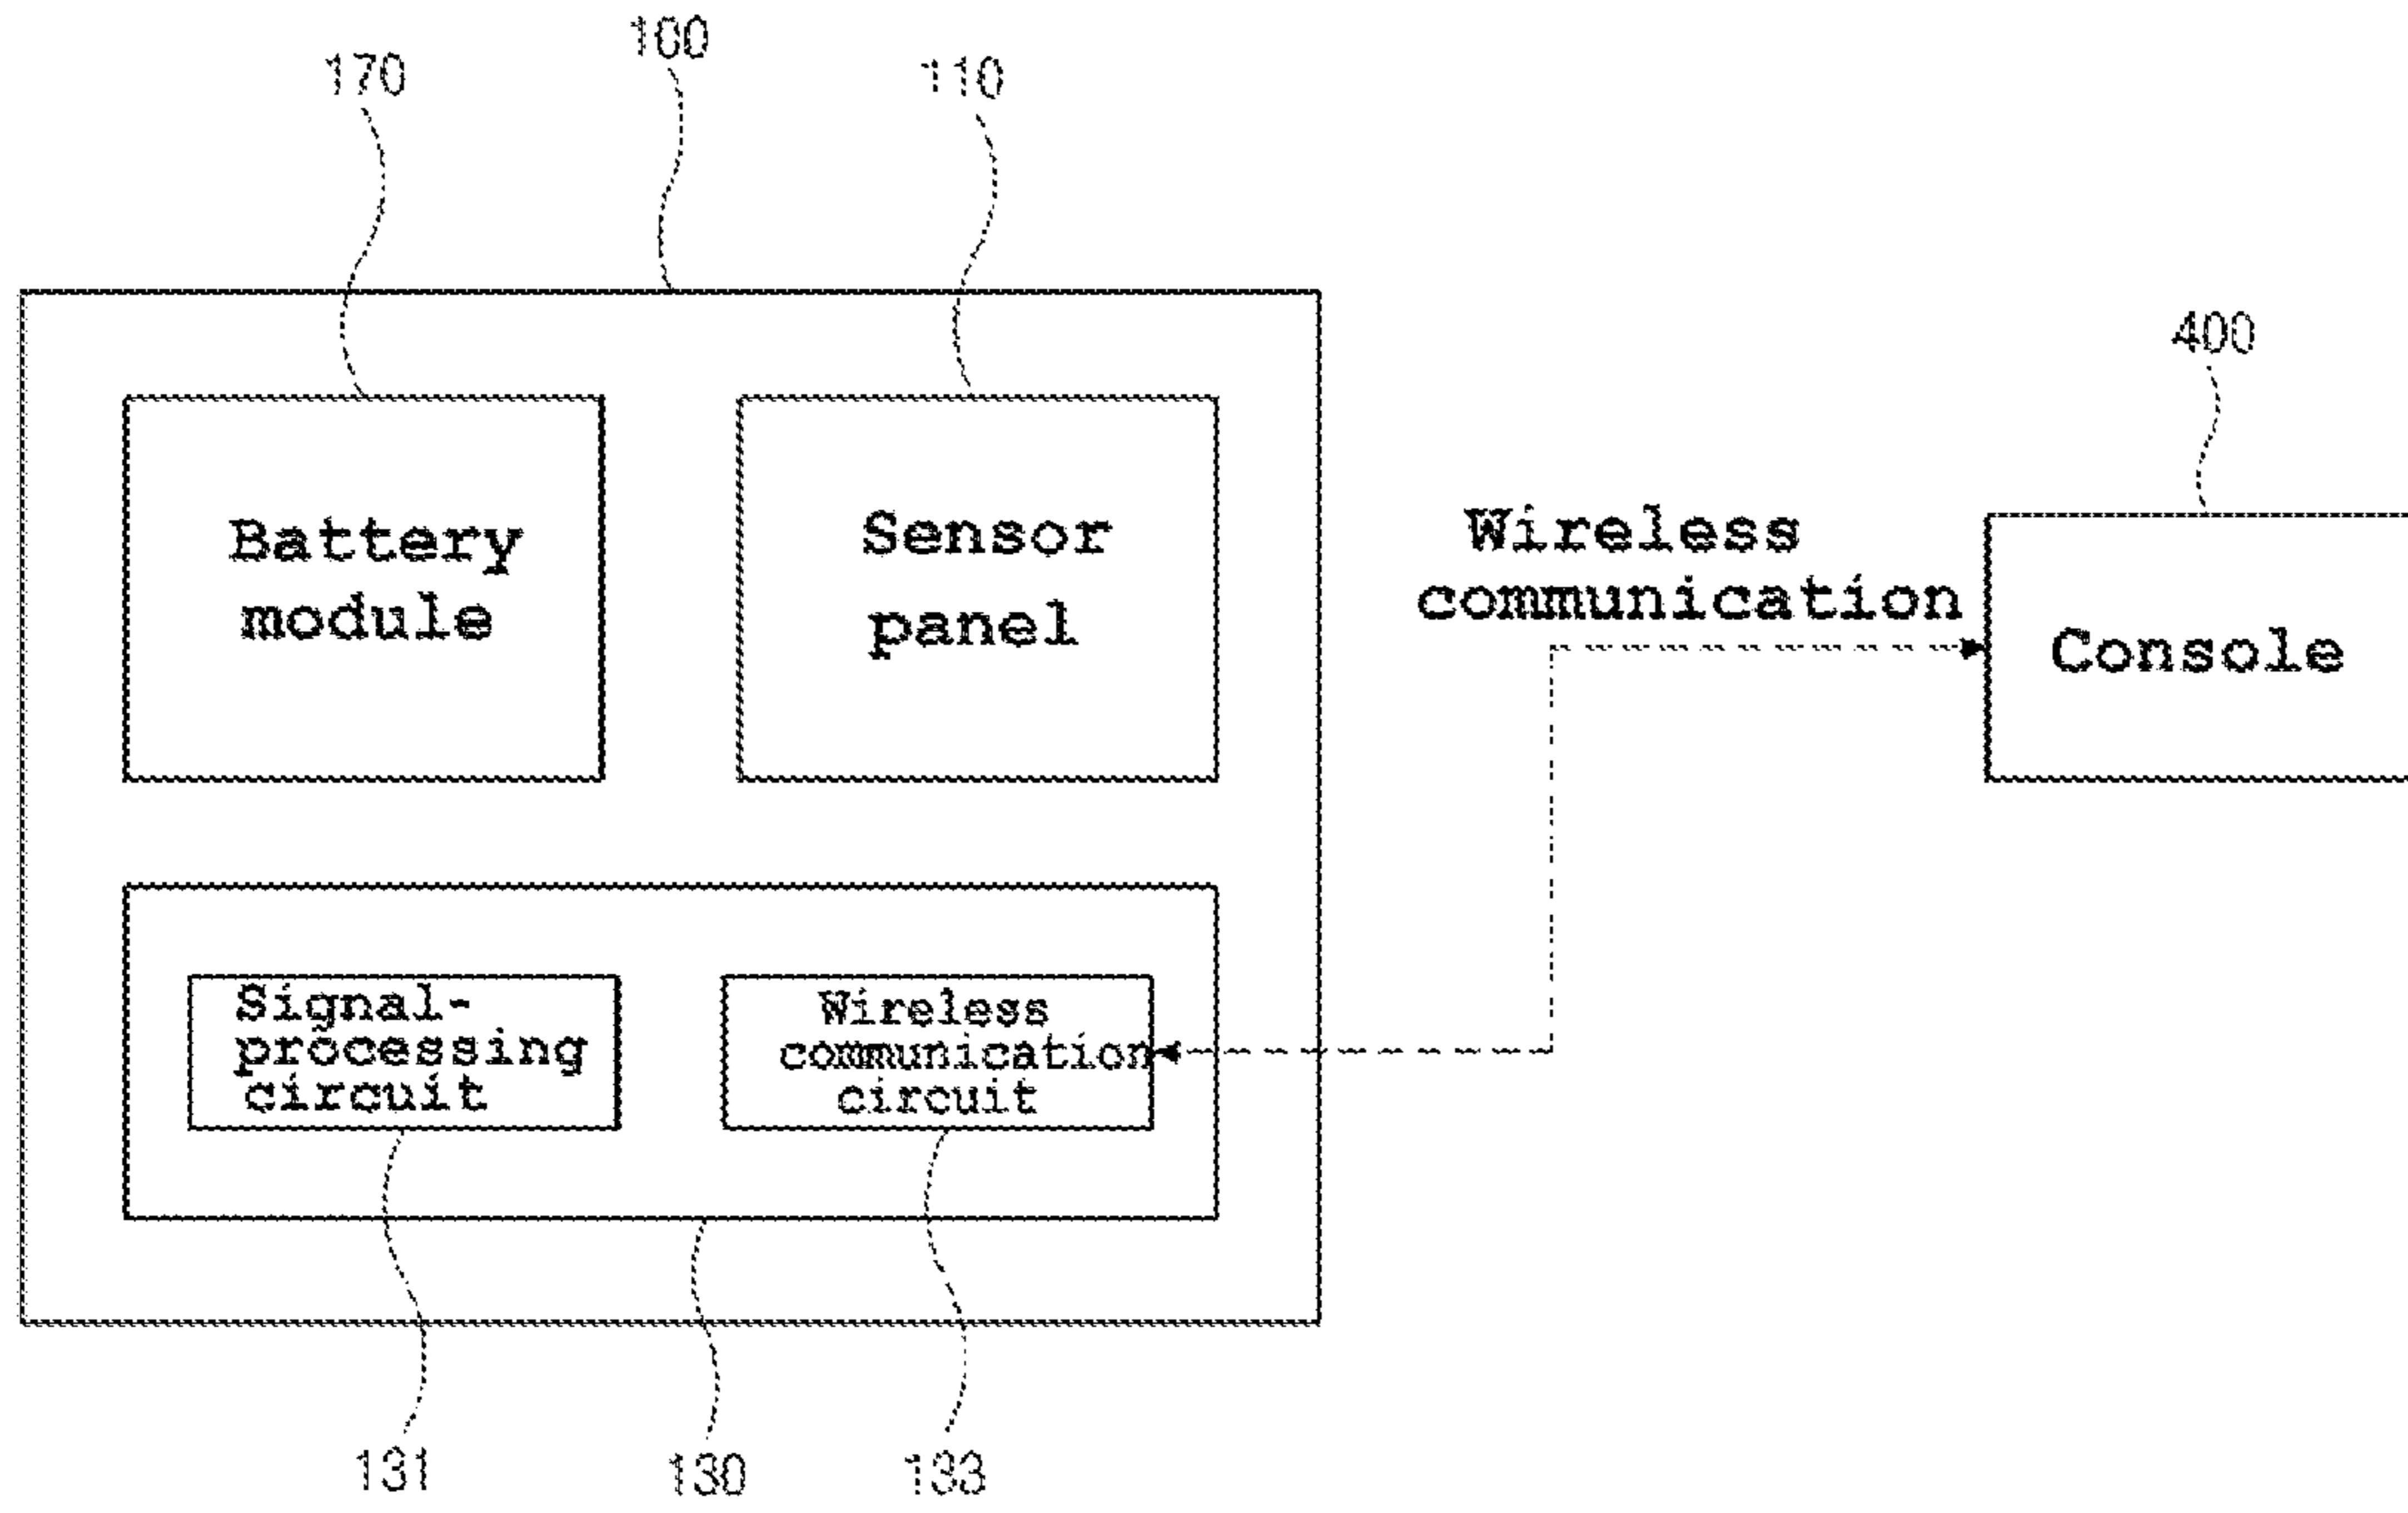 100
170
110
400
Battery
module
Sensor
panel
Wireless
communication
Console
Signal-
processing
circuit
Wireless
communication
circuit
131
130
133